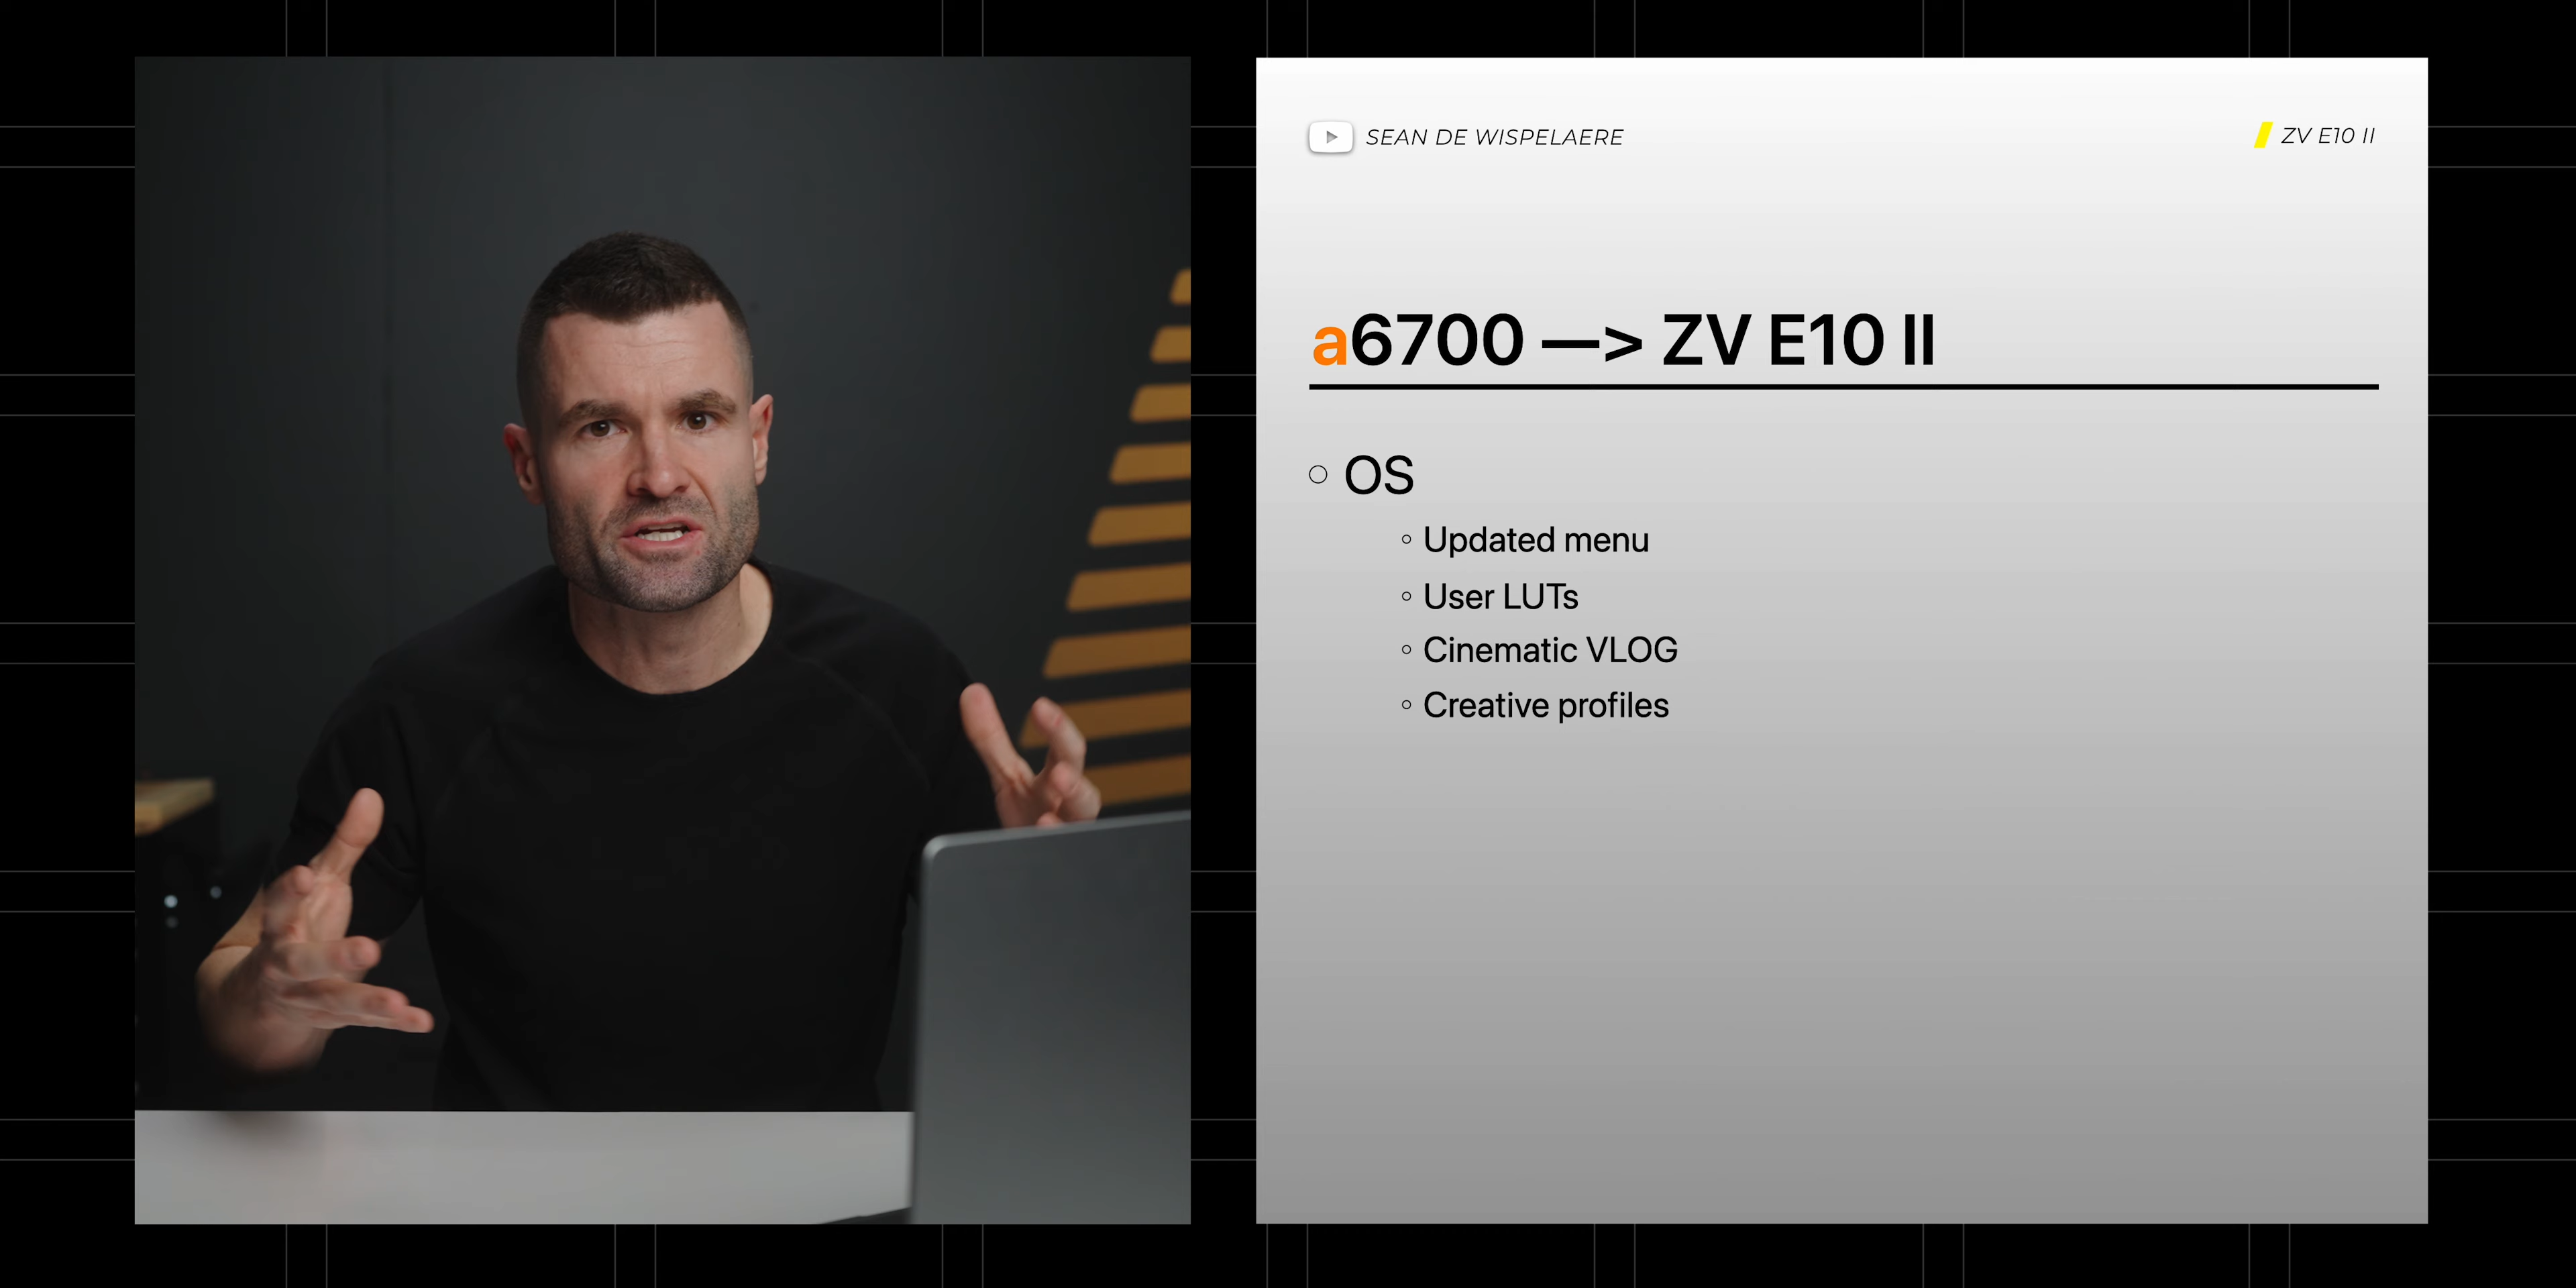 SEAN DE WISPELAERE
ZV E10 II
a6700 —> ZV E10 II
OS
Updated menu
User LUTs
Cinematic VLOG
Creative profiles